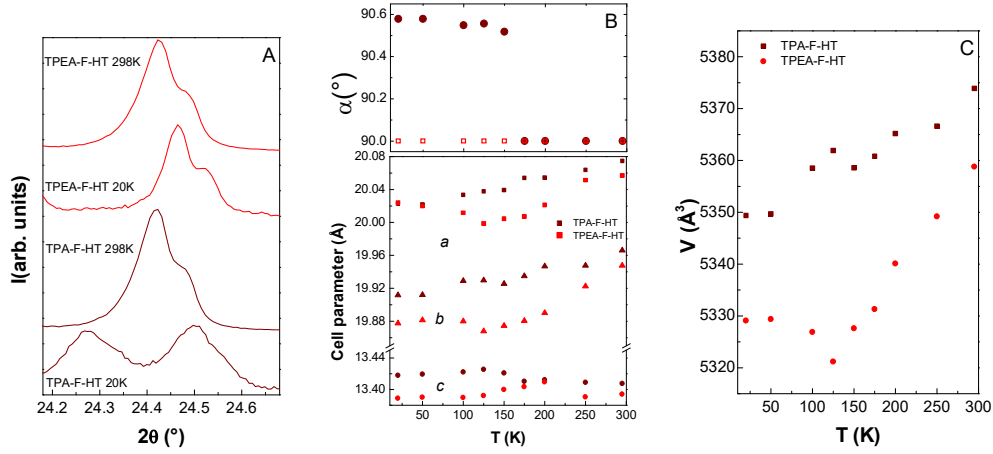 A
TPEA-F-HT 298K
TPEA-F-HT 20K
TPA-F-HT 298K
TPA-F-HT 20K
I(arb. units)
24.2 24.3 24.4 24.5 24.6
2θ (°)
B
90.6
90.4
90.2
90.0
α(°)
20.08
20.04
20.00
19.96
19.92
19.88
13.44
13.40
Cell parameter (Å)
TPA-F-HT
TPEA-F-HT
a
b
c
0 50 100 150 200 250 300
T (K)
C
TPA-F-HT
TPEA-F-HT
5380
5370
5360
5350
5340
5330
5320
V (Å³)
50 100 150 200 250 300
T (K)